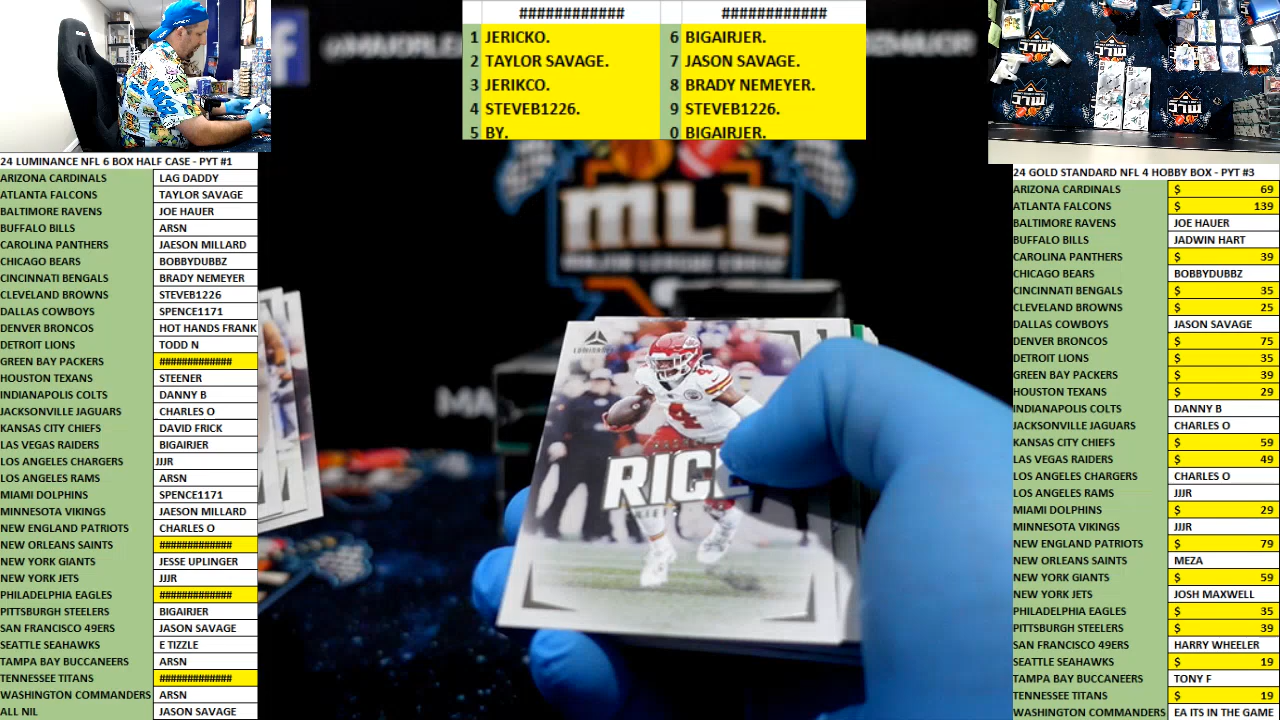 ############ ############
1 JERICKO. 6 BIGAIRJER.
2 TAYLOR SAVAGE. 7 JASON SAVAGE.
3 JERIKCO. 8 BRADY NEMEYER.
4 STEVEB1226. 9 STEVEB1226.
5 BY. 0 BIGAIRJER.
24 LUMINANCE NFL 6 BOX HALF CASE - PYT #1
ARIZONA CARDINALS LAG DADDY
ATLANTA FALCONS TAYLOR SAVAGE
BALTIMORE RAVENS JOE HAUER
BUFFALO BILLS ARSN
CAROLINA PANTHERS JAESON MILLARD
CHICAGO BEARS BOBBYDUBBZ
CINCINNATI BENGALS BRADY NEMEYER
CLEVELAND BROWNS STEVEB1226
DALLAS COWBOYS SPENCE1171
DENVER BRONCOS HOT HANDS FRANK
DETROIT LIONS TODD N
GREEN BAY PACKERS #############
HOUSTON TEXANS STEENER
INDIANAPOLIS COLTS DANNY B
JACKSONVILLE JAGUARS CHARLES O
KANSAS CITY CHIEFS DAVID FRICK
LAS VEGAS RAIDERS BIGAIRJER
LOS ANGELES CHARGERS JJJR
LOS ANGELES RAMS ARSN
MIAMI DOLPHINS SPENCE1171
MINNESOTA VIKINGS JAESON MILLARD
NEW ENGLAND PATRIOTS CHARLES O
NEW ORLEANS SAINTS #############
NEW YORK GIANTS JESSE UPLINGER
NEW YORK JETS JJJR
PHILADELPHIA EAGLES #############
PITTSBURGH STEELERS BIGAIRJER
SAN FRANCISCO 49ERS JASON SAVAGE
SEATTLE SEAHAWKS E TIZZLE
TAMPA BAY BUCCANEERS ARSN
TENNESSEE TITANS #############
WASHINGTON COMMANDERS ARSN
ALL NIL JASON SAVAGE
MLC
MAJOR LEAGUE
LUMINANCE
RICE
24 GOLD STANDARD NFL 4 HOBBY BOX - PYT #3
ARIZONA CARDINALS $ 69
ATLANTA FALCONS $ 139
BALTIMORE RAVENS JOE HAUER
BUFFALO BILLS JADWIN HART
CAROLINA PANTHERS $ 39
CHICAGO BEARS BOBBYDUBBZ
CINCINNATI BENGALS $ 35
CLEVELAND BROWNS $ 25
DALLAS COWBOYS JASON SAVAGE
DENVER BRONCOS $ 75
DETROIT LIONS $ 35
GREEN BAY PACKERS $ 39
HOUSTON TEXANS $ 29
INDIANAPOLIS COLTS DANNY B
JACKSONVILLE JAGUARS CHARLES O
KANSAS CITY CHIEFS $ 59
LAS VEGAS RAIDERS $ 49
LOS ANGELES CHARGERS CHARLES O
LOS ANGELES RAMS JJJR
MIAMI DOLPHINS $ 29
MINNESOTA VIKINGS JJJR
NEW ENGLAND PATRIOTS $ 79
NEW ORLEANS SAINTS MEZA
NEW YORK GIANTS $ 59
NEW YORK JETS JOSH MAXWELL
PHILADELPHIA EAGLES $ 35
PITTSBURGH STEELERS $ 39
SAN FRANCISCO 49ERS HARRY WHEELER
SEATTLE SEAHAWKS $ 19
TAMPA BAY BUCCANEERS TONY F
TENNESSEE TITANS $ 19
WASHINGTON COMMANDERS EA ITS IN THE GAME